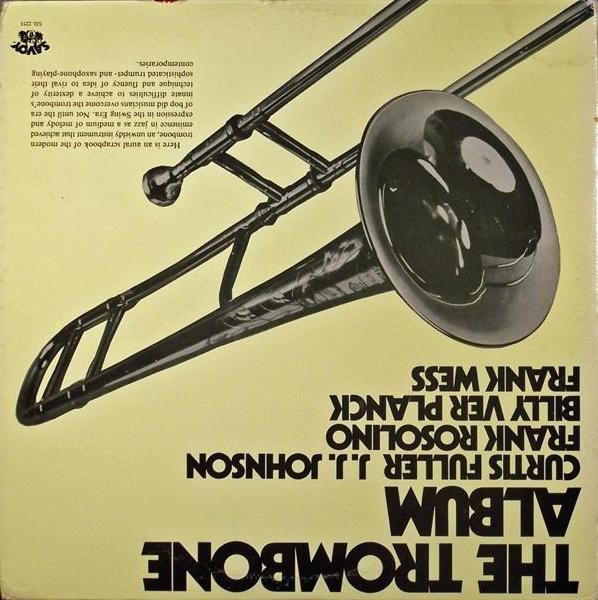 THE TROMBONE
ALBUM
CURTIS FULLER J.J. JOHNSON
FRANK ROSOLINO
BILLY VER PLANCK
FRANK WESS
Here is an aural scrapbook of the modern
trombone, an unwieldy instrument that achieved
eminence in jazz as a medium of melody and
expression in the Swing Era. Not until the era
of bop did musicians overcome the trombone's
innate difficulties to achieve a dexterity of
technique and fluency of idea to rival their
sophisticated trumpet- and saxophone-playing
contemporaries.
SAVOY
SJL 2253